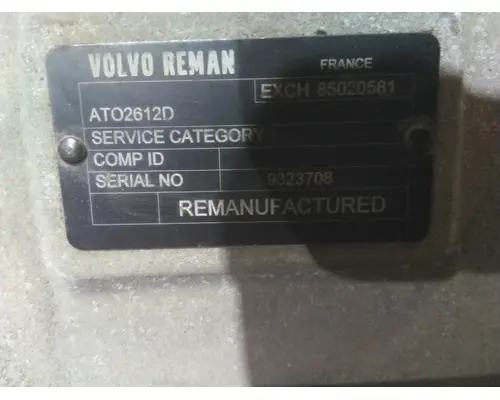 VOLVO REMAN FRANCE
EXCH 85020581
ATO2612D
SERVICE CATEGORY
COMP ID
SERIAL NO 9323708
REMANUFACTURED